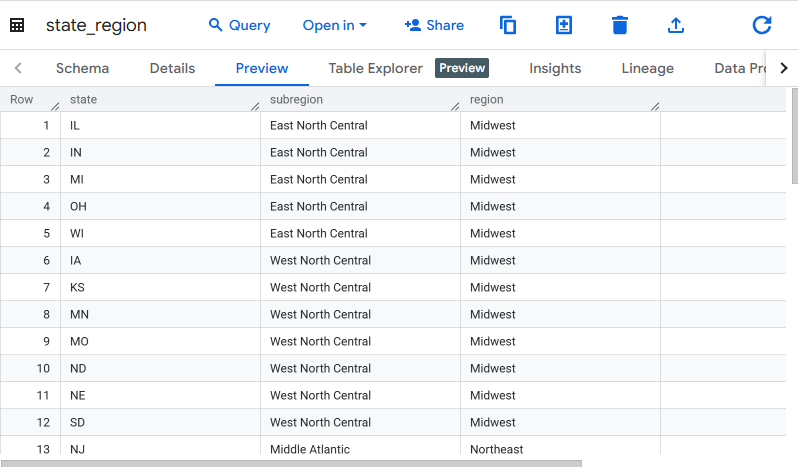 state_region Query Open in Share
Schema Details Preview Table Explorer Preview Insights Lineage Data Pro
Row state subregion region
1 IL East North Central Midwest
2 IN East North Central Midwest
3 MI East North Central Midwest
4 OH East North Central Midwest
5 WI East North Central Midwest
6 IA West North Central Midwest
7 KS West North Central Midwest
8 MN West North Central Midwest
9 MO West North Central Midwest
10 ND West North Central Midwest
11 NE West North Central Midwest
12 SD West North Central Midwest
13 NJ Middle Atlantic Northeast